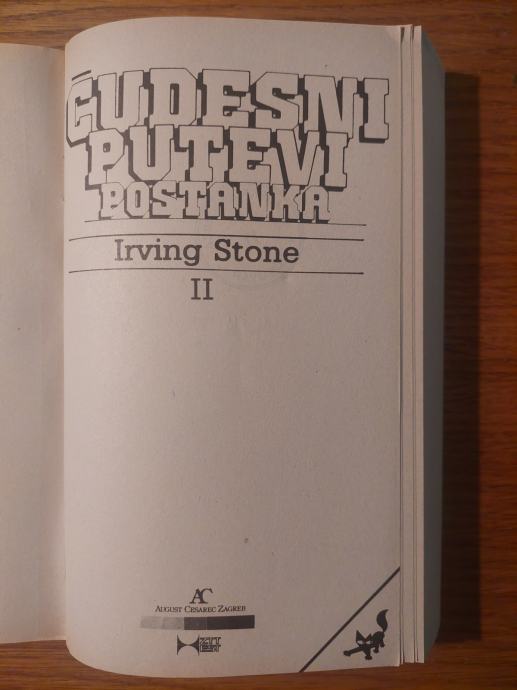 ČUDESNI
PUTEVI
POSTANKA
Irving Stone
II
AC
AUGUST CESAREC ZAGREB